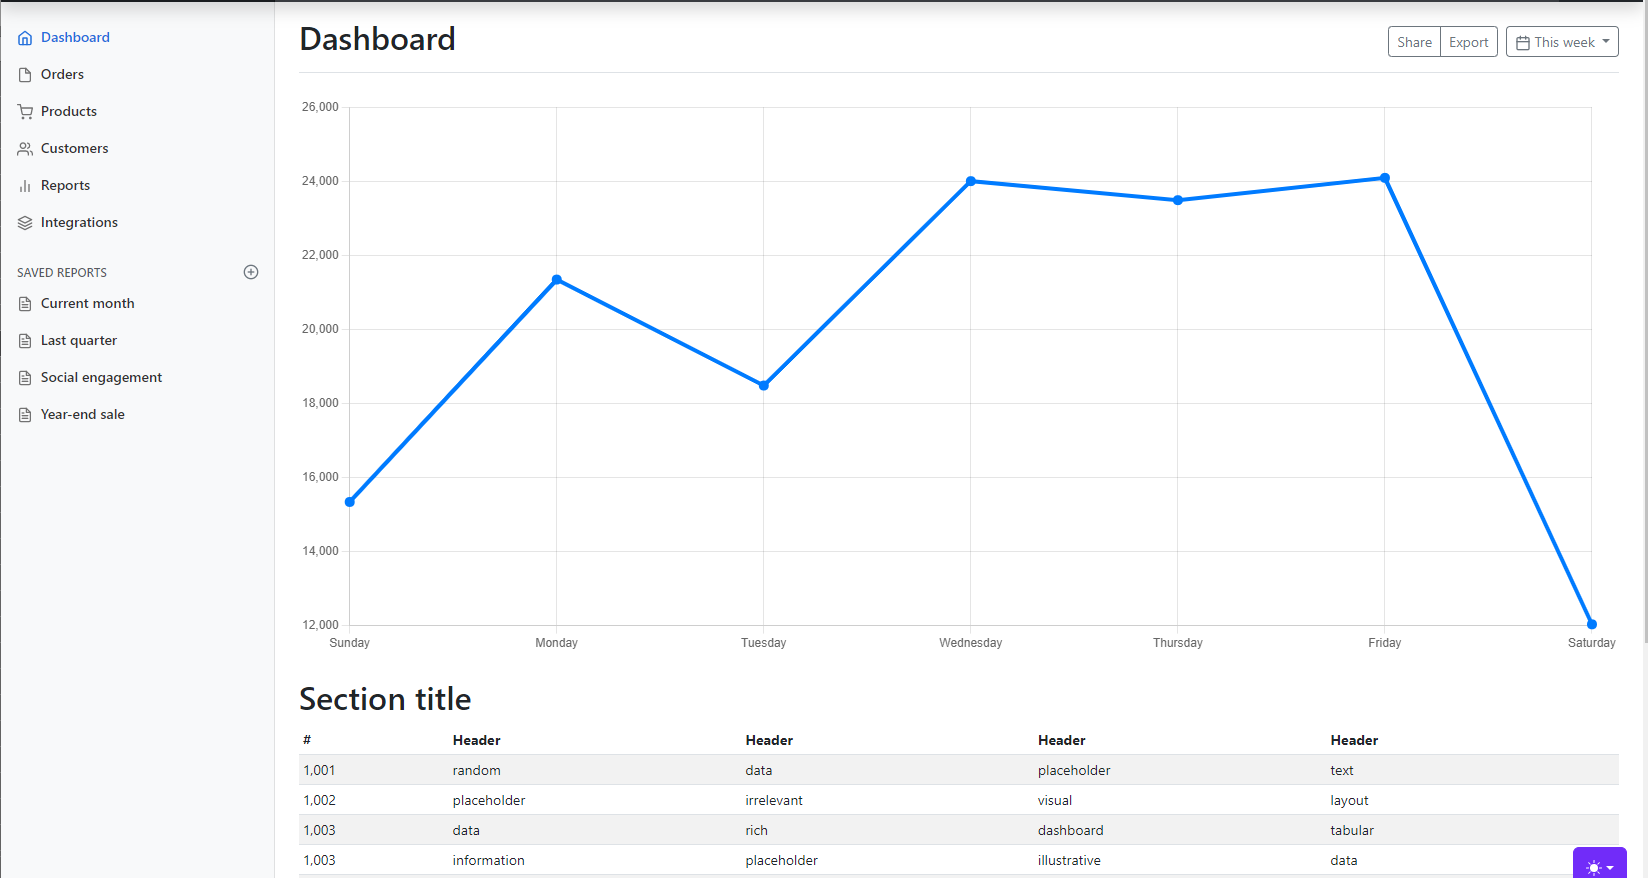 Dashboard
Orders
Products
Customers
Reports
Integrations
SAVED REPORTS
Current month
Last quarter
Social engagement
Year-end sale
Dashboard
Share Export This week
26,000
24,000
22,000
20,000
18,000
16,000
14,000
12,000
Sunday Monday Tuesday Wednesday Thursday Friday Saturday
Section title
# Header Header Header Header
1,001 random data placeholder text
1,002 placeholder irrelevant visual layout
1,003 data rich dashboard tabular
1,003 information placeholder illustrative data